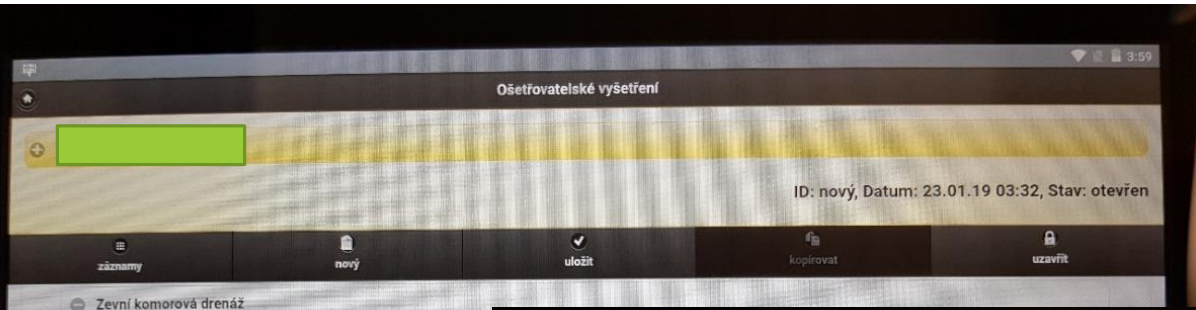 3:59
Ošetřovatelské vyšetření
ID: nový, Datum: 23.01.19 03:32, Stav: otevřen
záznamy nový uložit kopírovat uzavřít
Zevní komorová drenáž